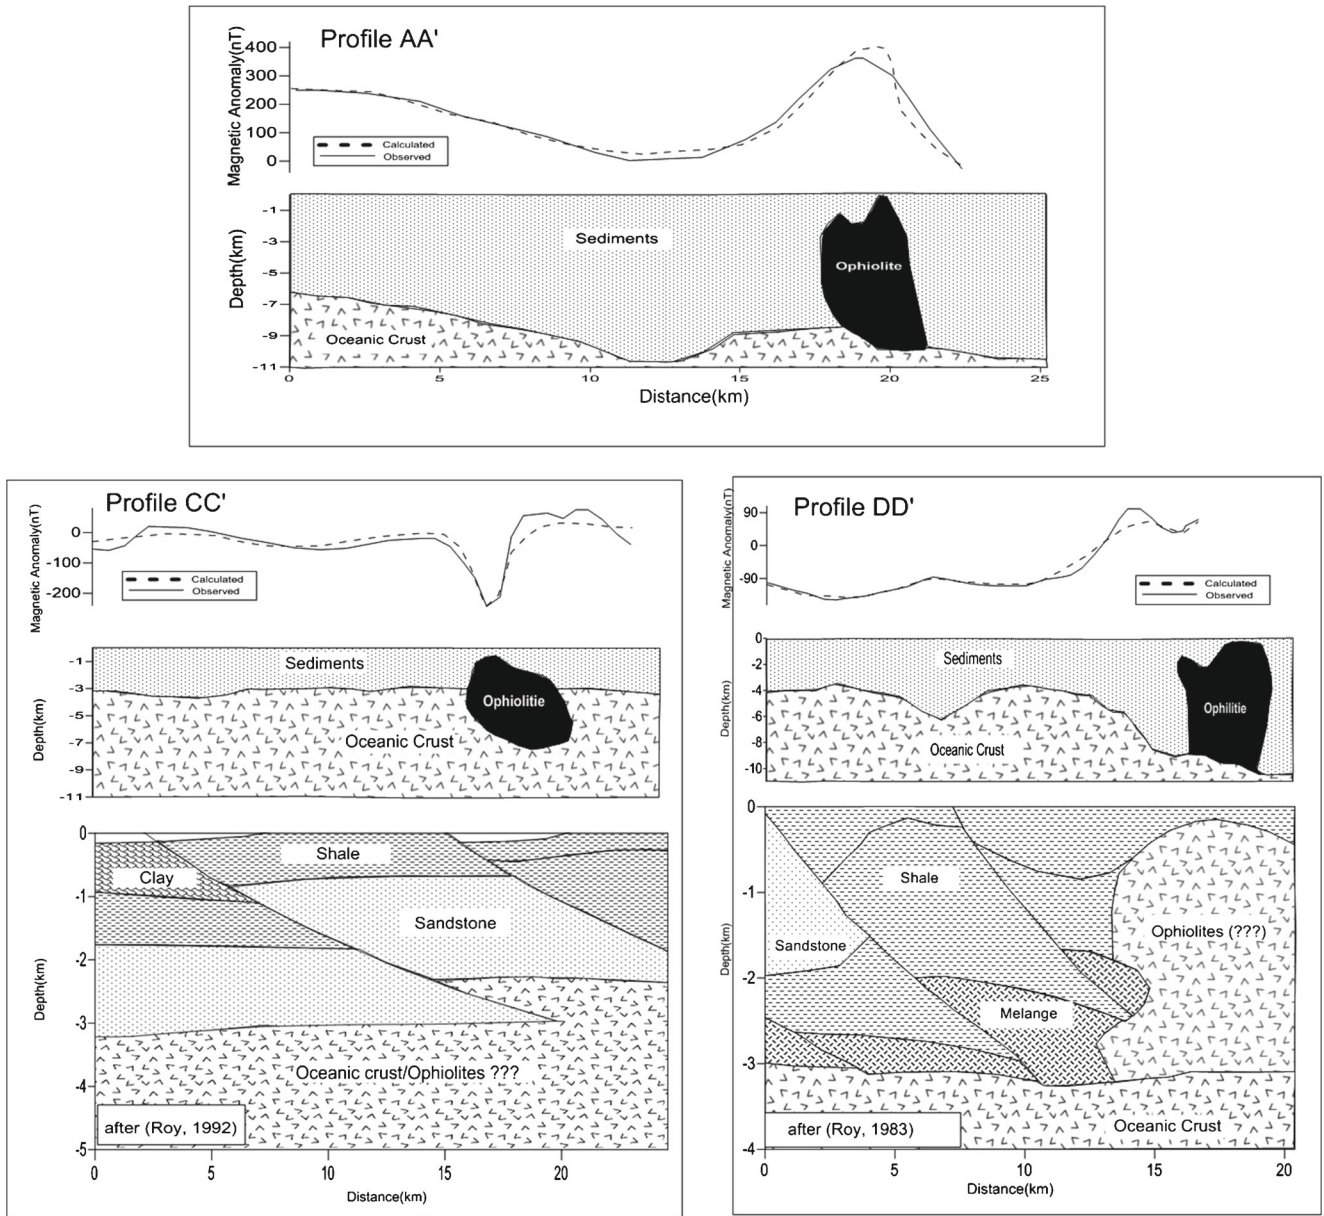 Profile AA'
Magnetic Anomaly(nT)
400
300
200
100
0
Calculated
Observed
Depth(km)
-1
-3
-5
-7
-9
-11
Sediments
Ophiolite
Oceanic Crust
0 5 10 15 20 25
Distance(km)
Profile CC'
Magnetic Anomaly(nT)
0
-100
-200
Calculated
Observed
Depth(km)
-1
-3
-5
-7
-9
-11
Sediments
Ophiolitie
Oceanic Crust
Depth(km)
0
-1
-2
-3
-4
-5
Shale
Clay
Sandstone
Oceanic crust/Ophiolites ???
after (Roy, 1992)
0 5 10 15 20
Distance(km)
Profile DD'
Magnetic Anomaly(nT)
90
0
-90
Calculated
Observed
Depth(km)
0
-2
-4
-6
-8
-10
Sediments
Ophilitie
Oceanic Crust
Depth(km)
0
-1
-2
-3
-4
Shale
Sandstone
Ophiolites (???)
Melange
Oceanic Crust
after (Roy, 1983)
0 5 10 15 20
Distance(km)